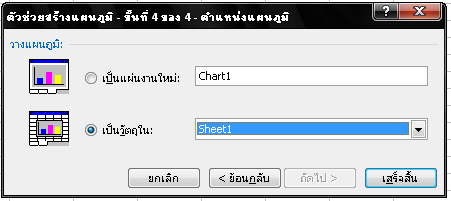 ตัวช่วยสร้างแผนภูมิ - ขั้นที่ 4 ของ 4 - ตำแหน่งแผนภูมิ
วางแผนภูมิ:
เป็นแผ่นงานใหม่: Chart1
เป็นวัตถุใน: Sheet1
ยกเลิก < ย้อนกลับ ถัดไป > เสร็จสิ้น